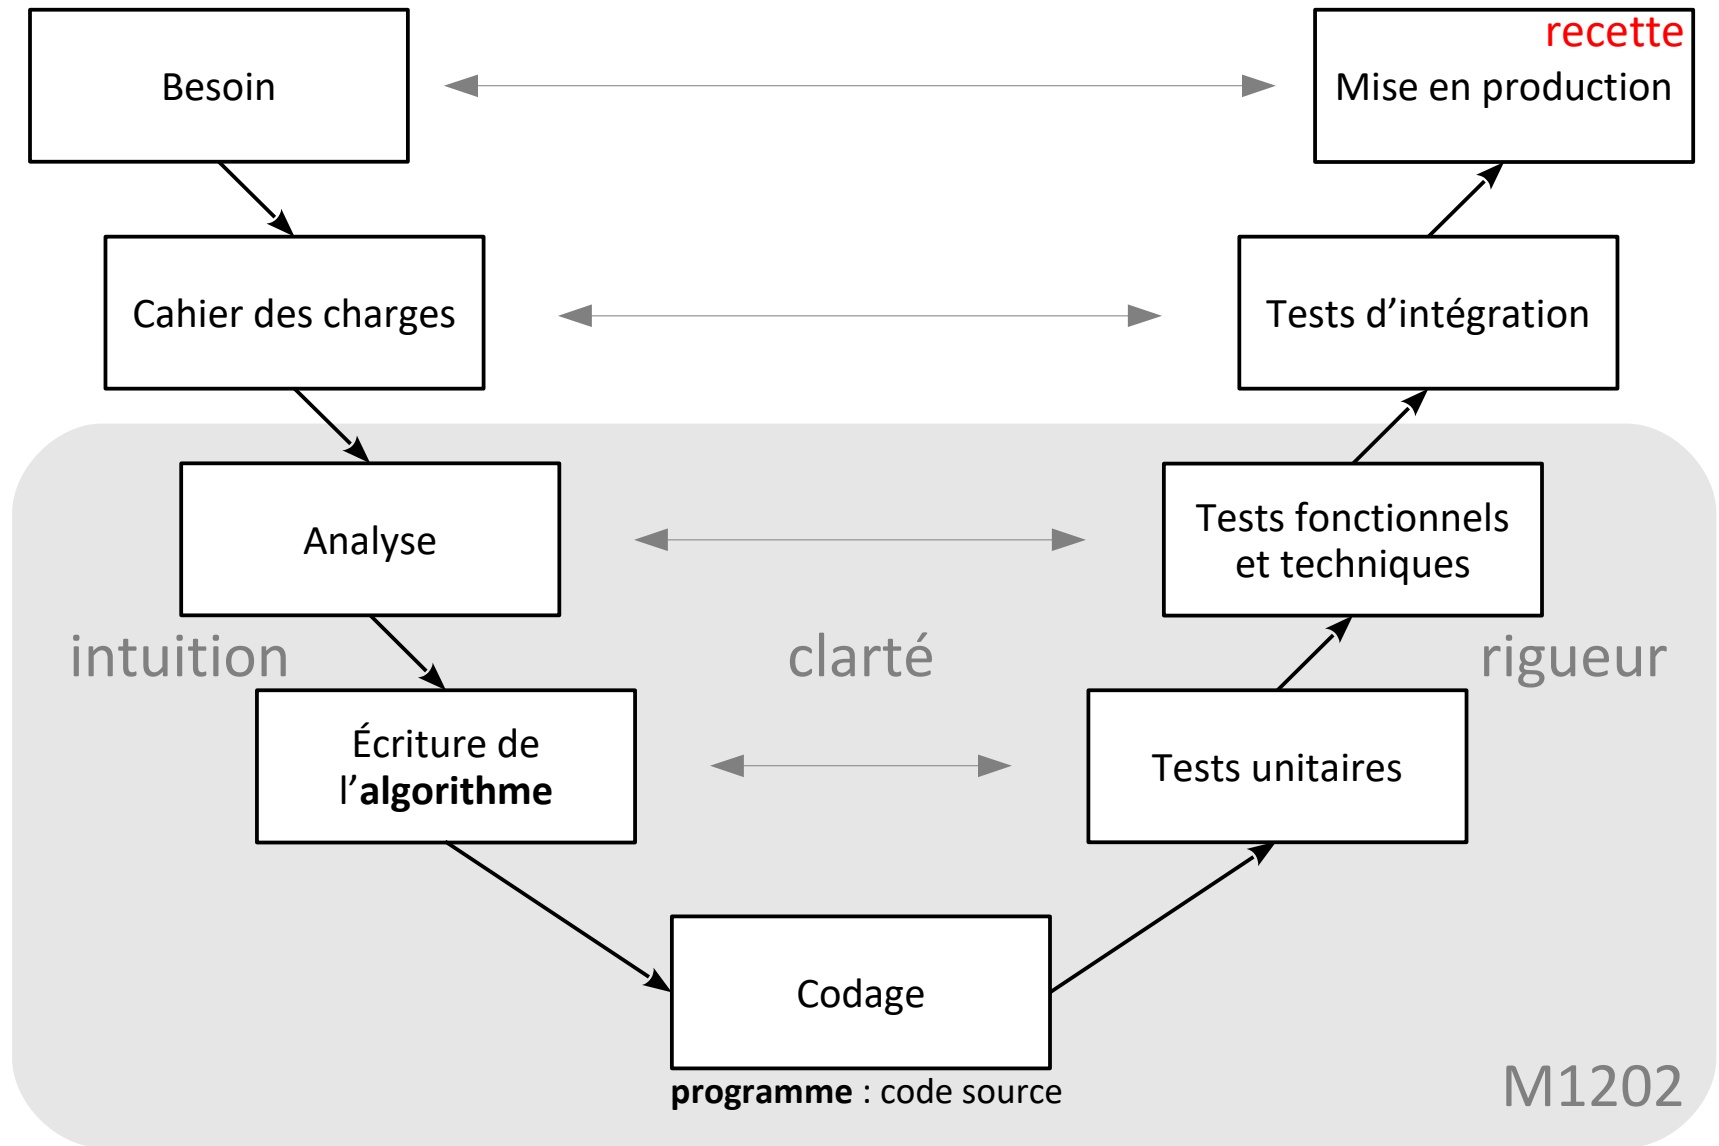 Besoin
recette
Mise en production
Cahier des charges
Tests d’intégration
Analyse
Tests fonctionnels
et techniques
intuition
clarté
rigueur
Écriture de
l’algorithme
Tests unitaires
Codage
programme : code source
M1202